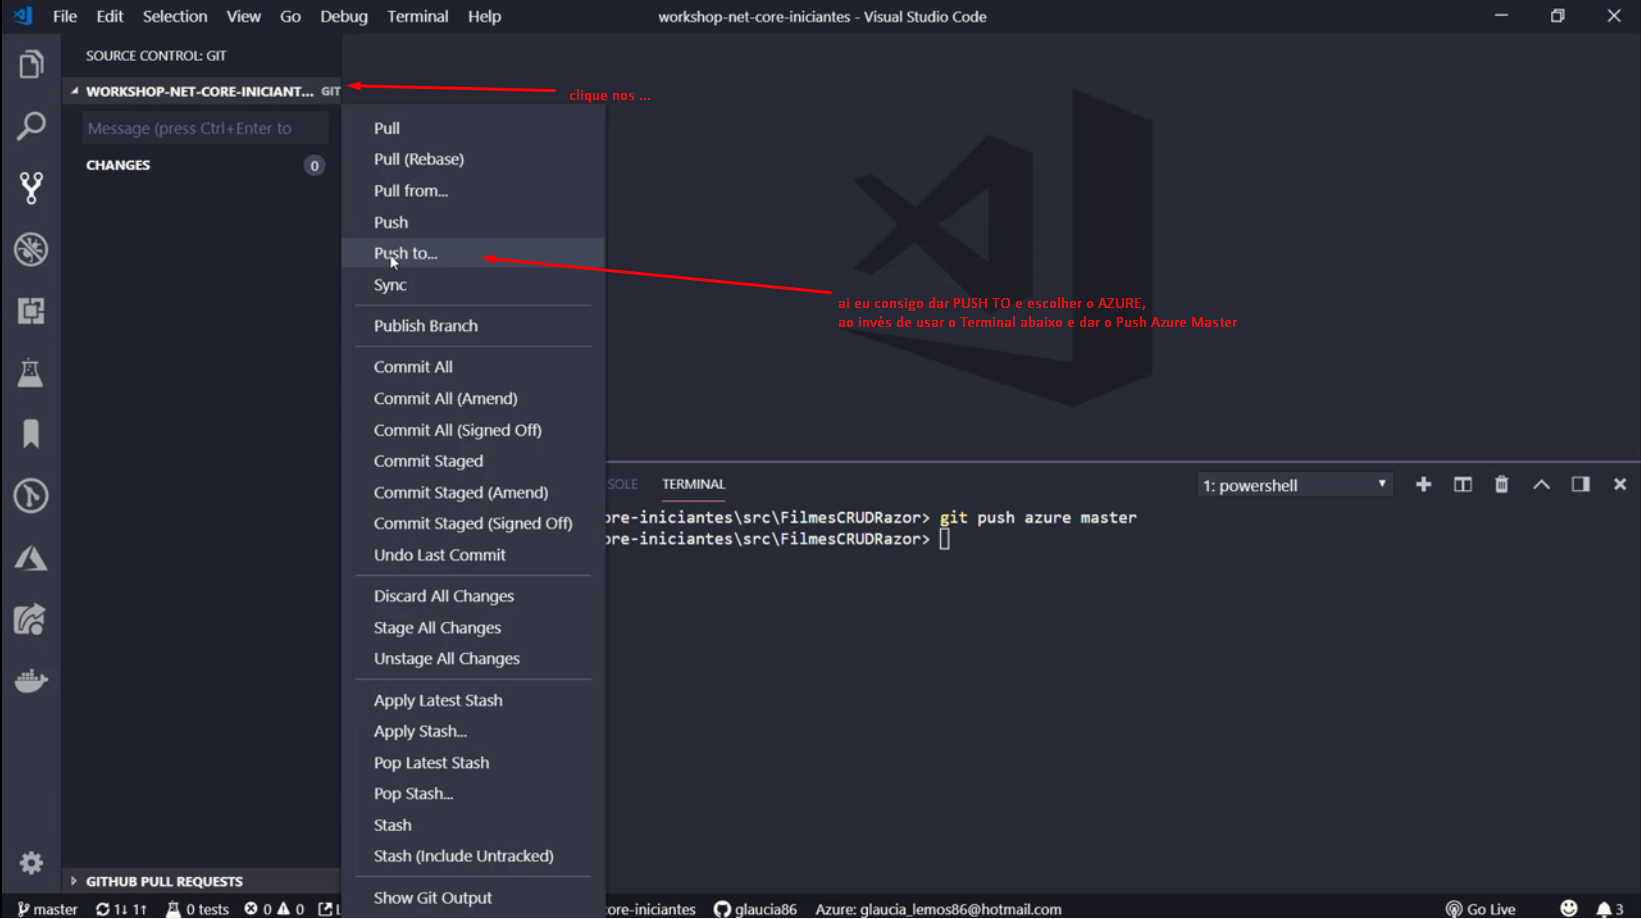 File Edit Selection View Go Debug Terminal Help
workshop-net-core-iniciantes - Visual Studio Code
SOURCE CONTROL: GIT
WORKSHOP-NET-CORE-INICIANT... GIT
clique nos ...
Message (press Ctrl+Enter to
CHANGES 0
Pull
Pull (Rebase)
Pull from...
Push
Push to...
Sync
Publish Branch
Commit All
Commit All (Amend)
Commit All (Signed Off)
Commit Staged
Commit Staged (Amend)
Commit Staged (Signed Off)
Undo Last Commit
Discard All Changes
Stage All Changes
Unstage All Changes
Apply Latest Stash
Apply Stash...
Pop Latest Stash
Pop Stash...
Stash
Stash (Include Untracked)
Show Git Output
ai eu consigo dar PUSH TO e escolher o AZURE,
ao invés de usar o Terminal abaixo e dar o Push Azure Master
SOLE TERMINAL 1: powershell
ore-iniciantes\src\FilmesCRUDRazor> git push azure master
ore-iniciantes\src\FilmesCRUDRazor>
GITHUB PULL REQUESTS
master 1↓ 1↑ 0 tests 0 0 L ore-iniciantes glaucia86 Azure: glaucia_lemos86@hotmail.com Go Live 3